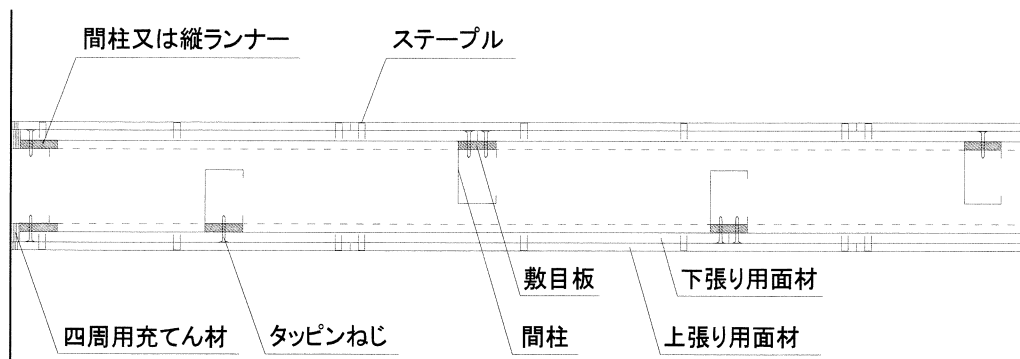 間柱又は縦ランナー
ステープル
敷目板
下張り用面材
四周用充てん材
タッピンねじ
間柱
上張り用面材